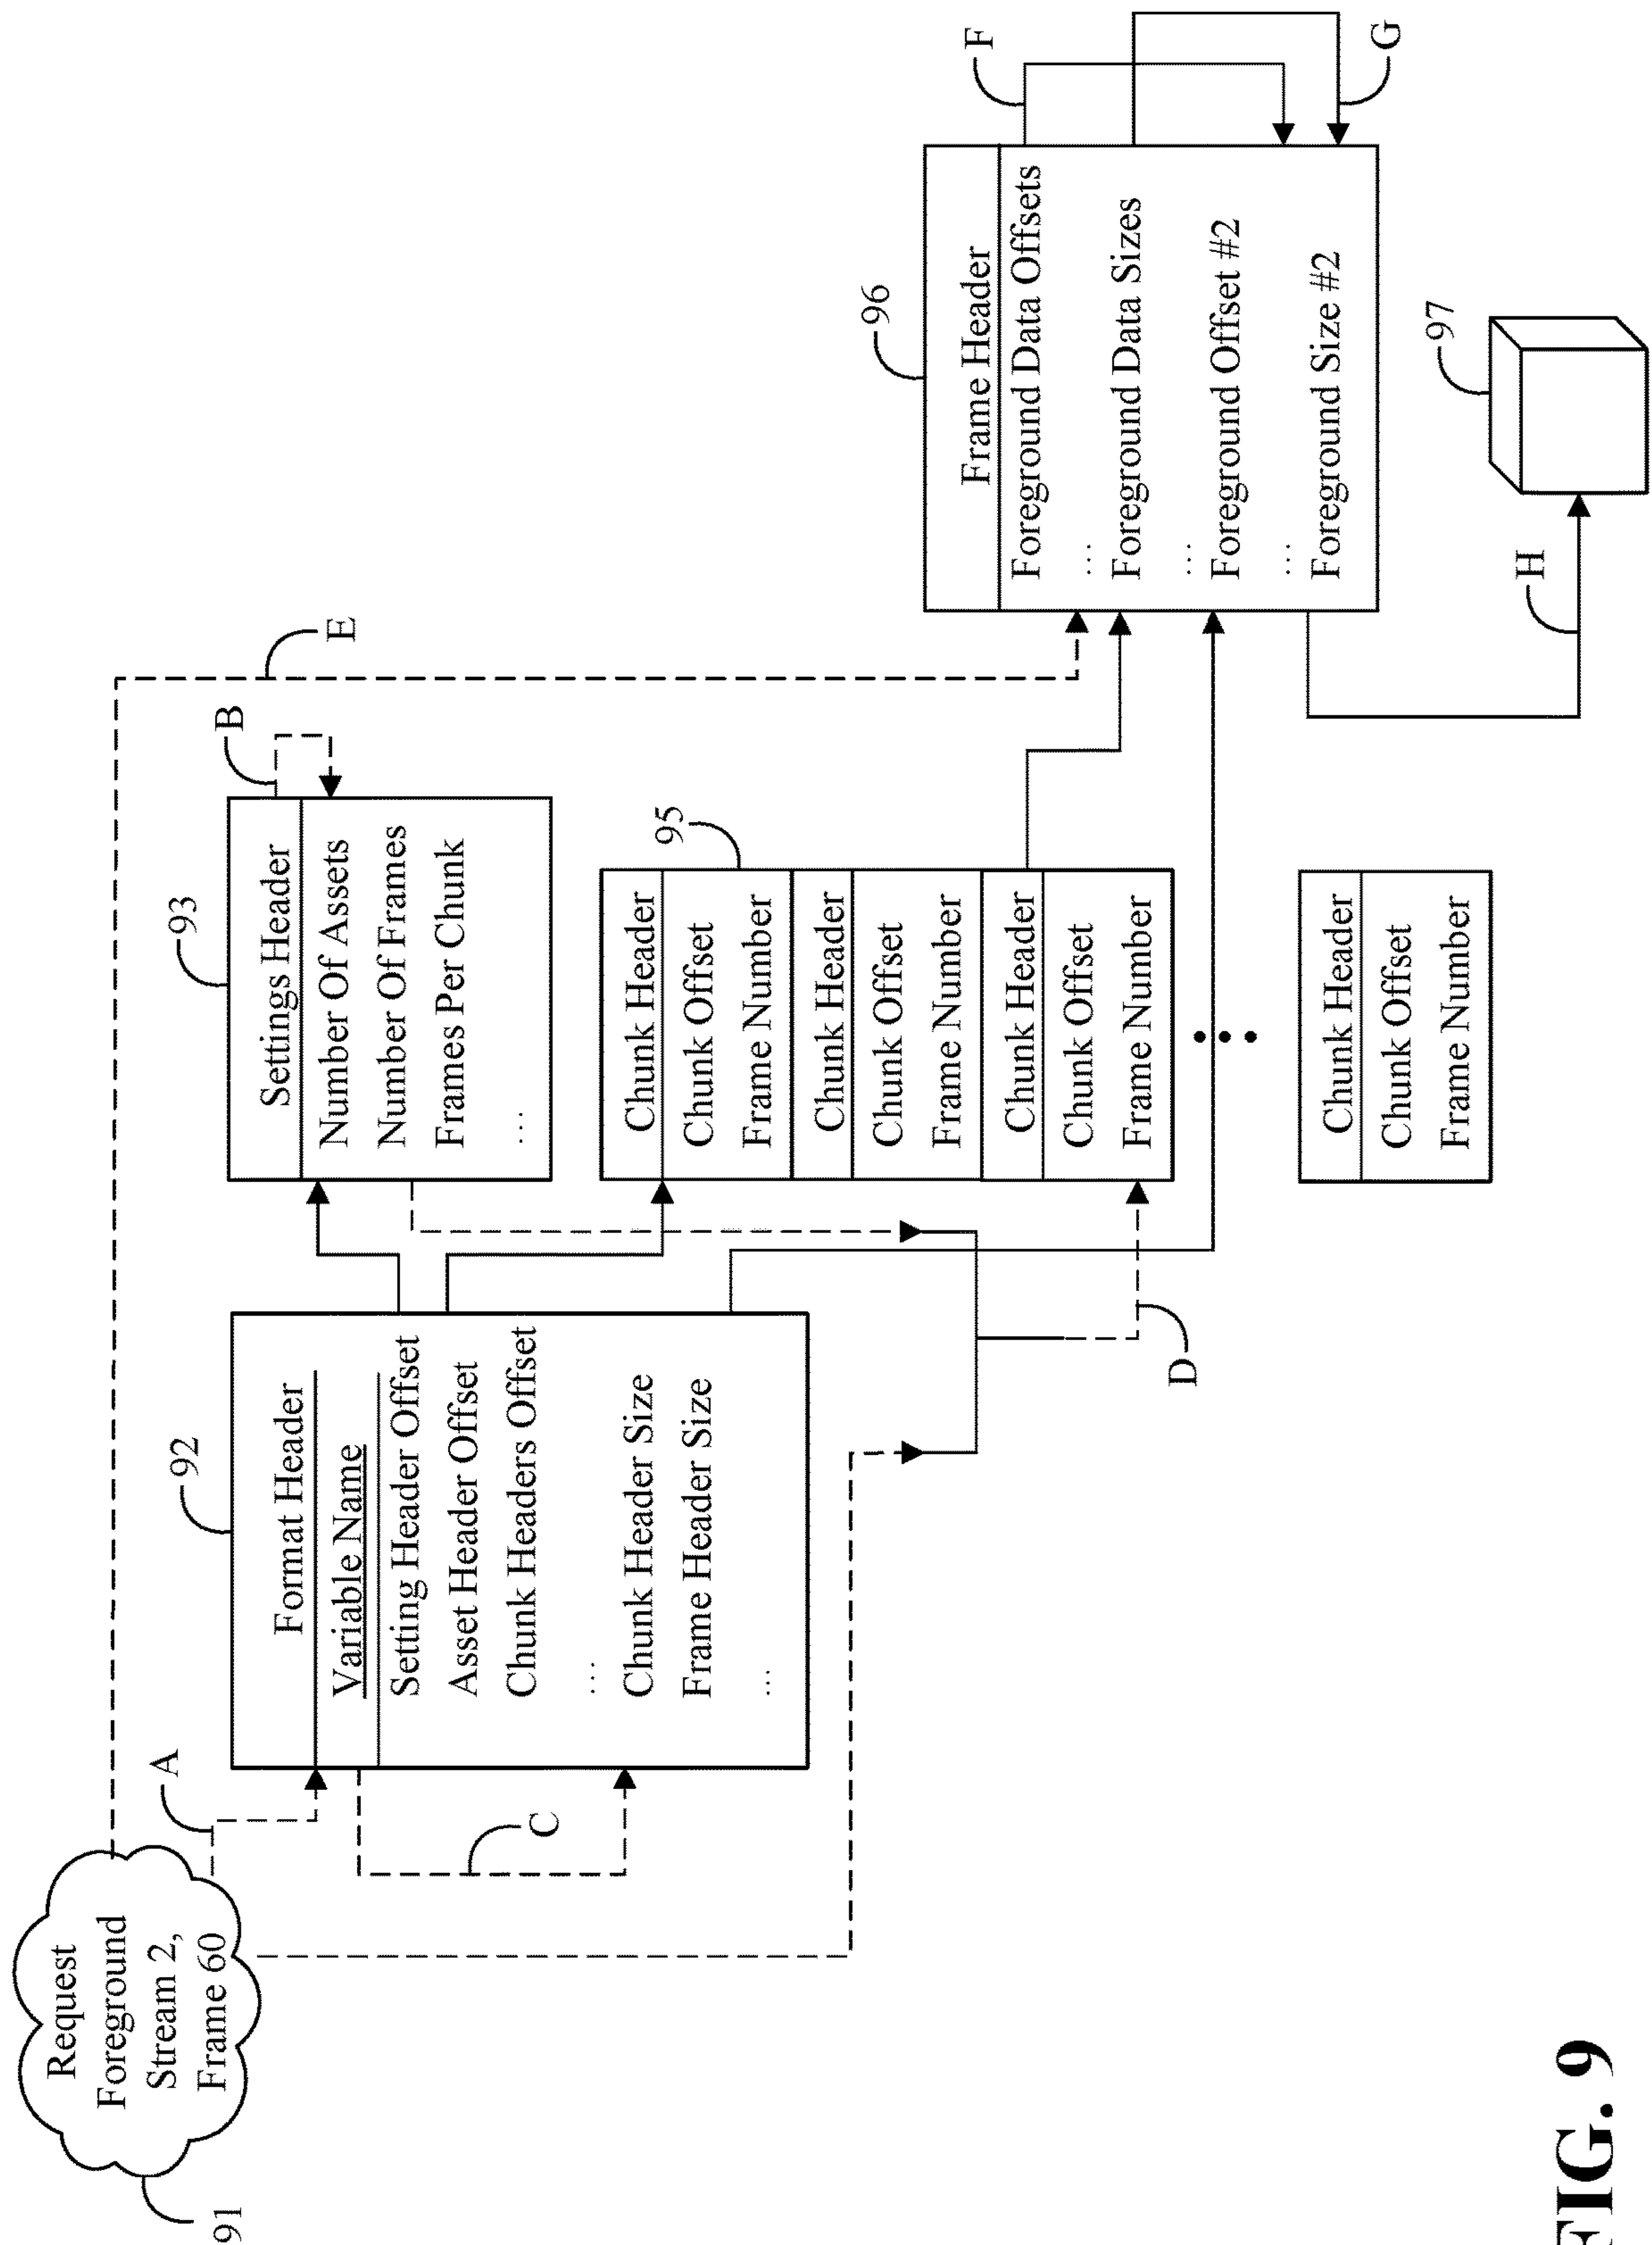 91
Request
Foreground
Stream 2,
Frame 60
A
C
92
Format Header
Variable Name
Setting Header Offset
Asset Header Offset
Chunk Headers Offset
...
Chunk Header Size
Frame Header Size
...
D
93
Settings Header
Number Of Assets
Number Of Frames
Frames Per Chunk
...
B
E
95
Chunk Header
Chunk Offset
Frame Number
Chunk Header
Chunk Offset
Frame Number
Chunk Header
Chunk Offset
Frame Number
Chunk Header
Chunk Offset
Frame Number
96
Frame Header
Foreground Data Offsets
...
Foreground Data Sizes
...
Foreground Offset #2
...
Foreground Size #2
F
G
H
97
FIG. 9